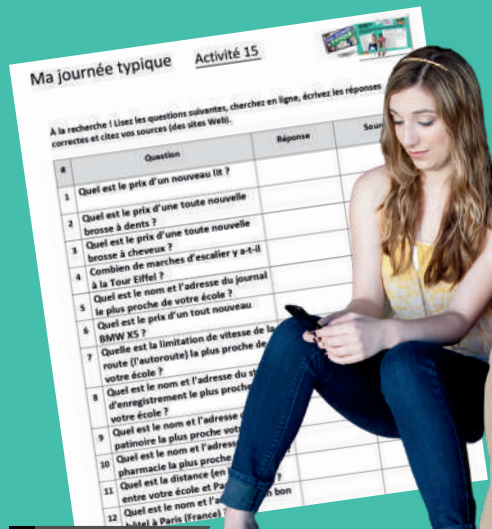 Ma journée typique Activité 15
À la recherche ! Lisez les questions suivantes, cherchez en ligne, écrivez les réponses
correctes et citez vos sources (des sites Web).
# Question Réponse
1 Quel est le prix d'un nouveau lit ?
2 Quel est le prix d'une toute nouvelle
brosse à dents ?
3 Quel est le prix d'une toute nouvelle
brosse à cheveux ?
4 Combien de marches d'escalier y a-t-il
à la Tour Eiffel ?
5 Quel est le nom et l'adresse du journal
le plus proche de votre école ?
6 Quel est le prix d'un tout nouveau
BMW X5 ?
7 Quelle est la limitation de vitesse de la
route (l'autoroute) la plus proche de
votre école ?
8 Quel est le nom et l'adresse du
d'enregistrement le plus proche
votre école ?
9 Quel est le nom et l'adresse
patinoire la plus proche
10 Quel est le nom et
pharmacie la plus proche ?
11 Quel est la distance (en
entre votre école et ?
12 Quel est le nom et bon
hôtel à Paris (France)